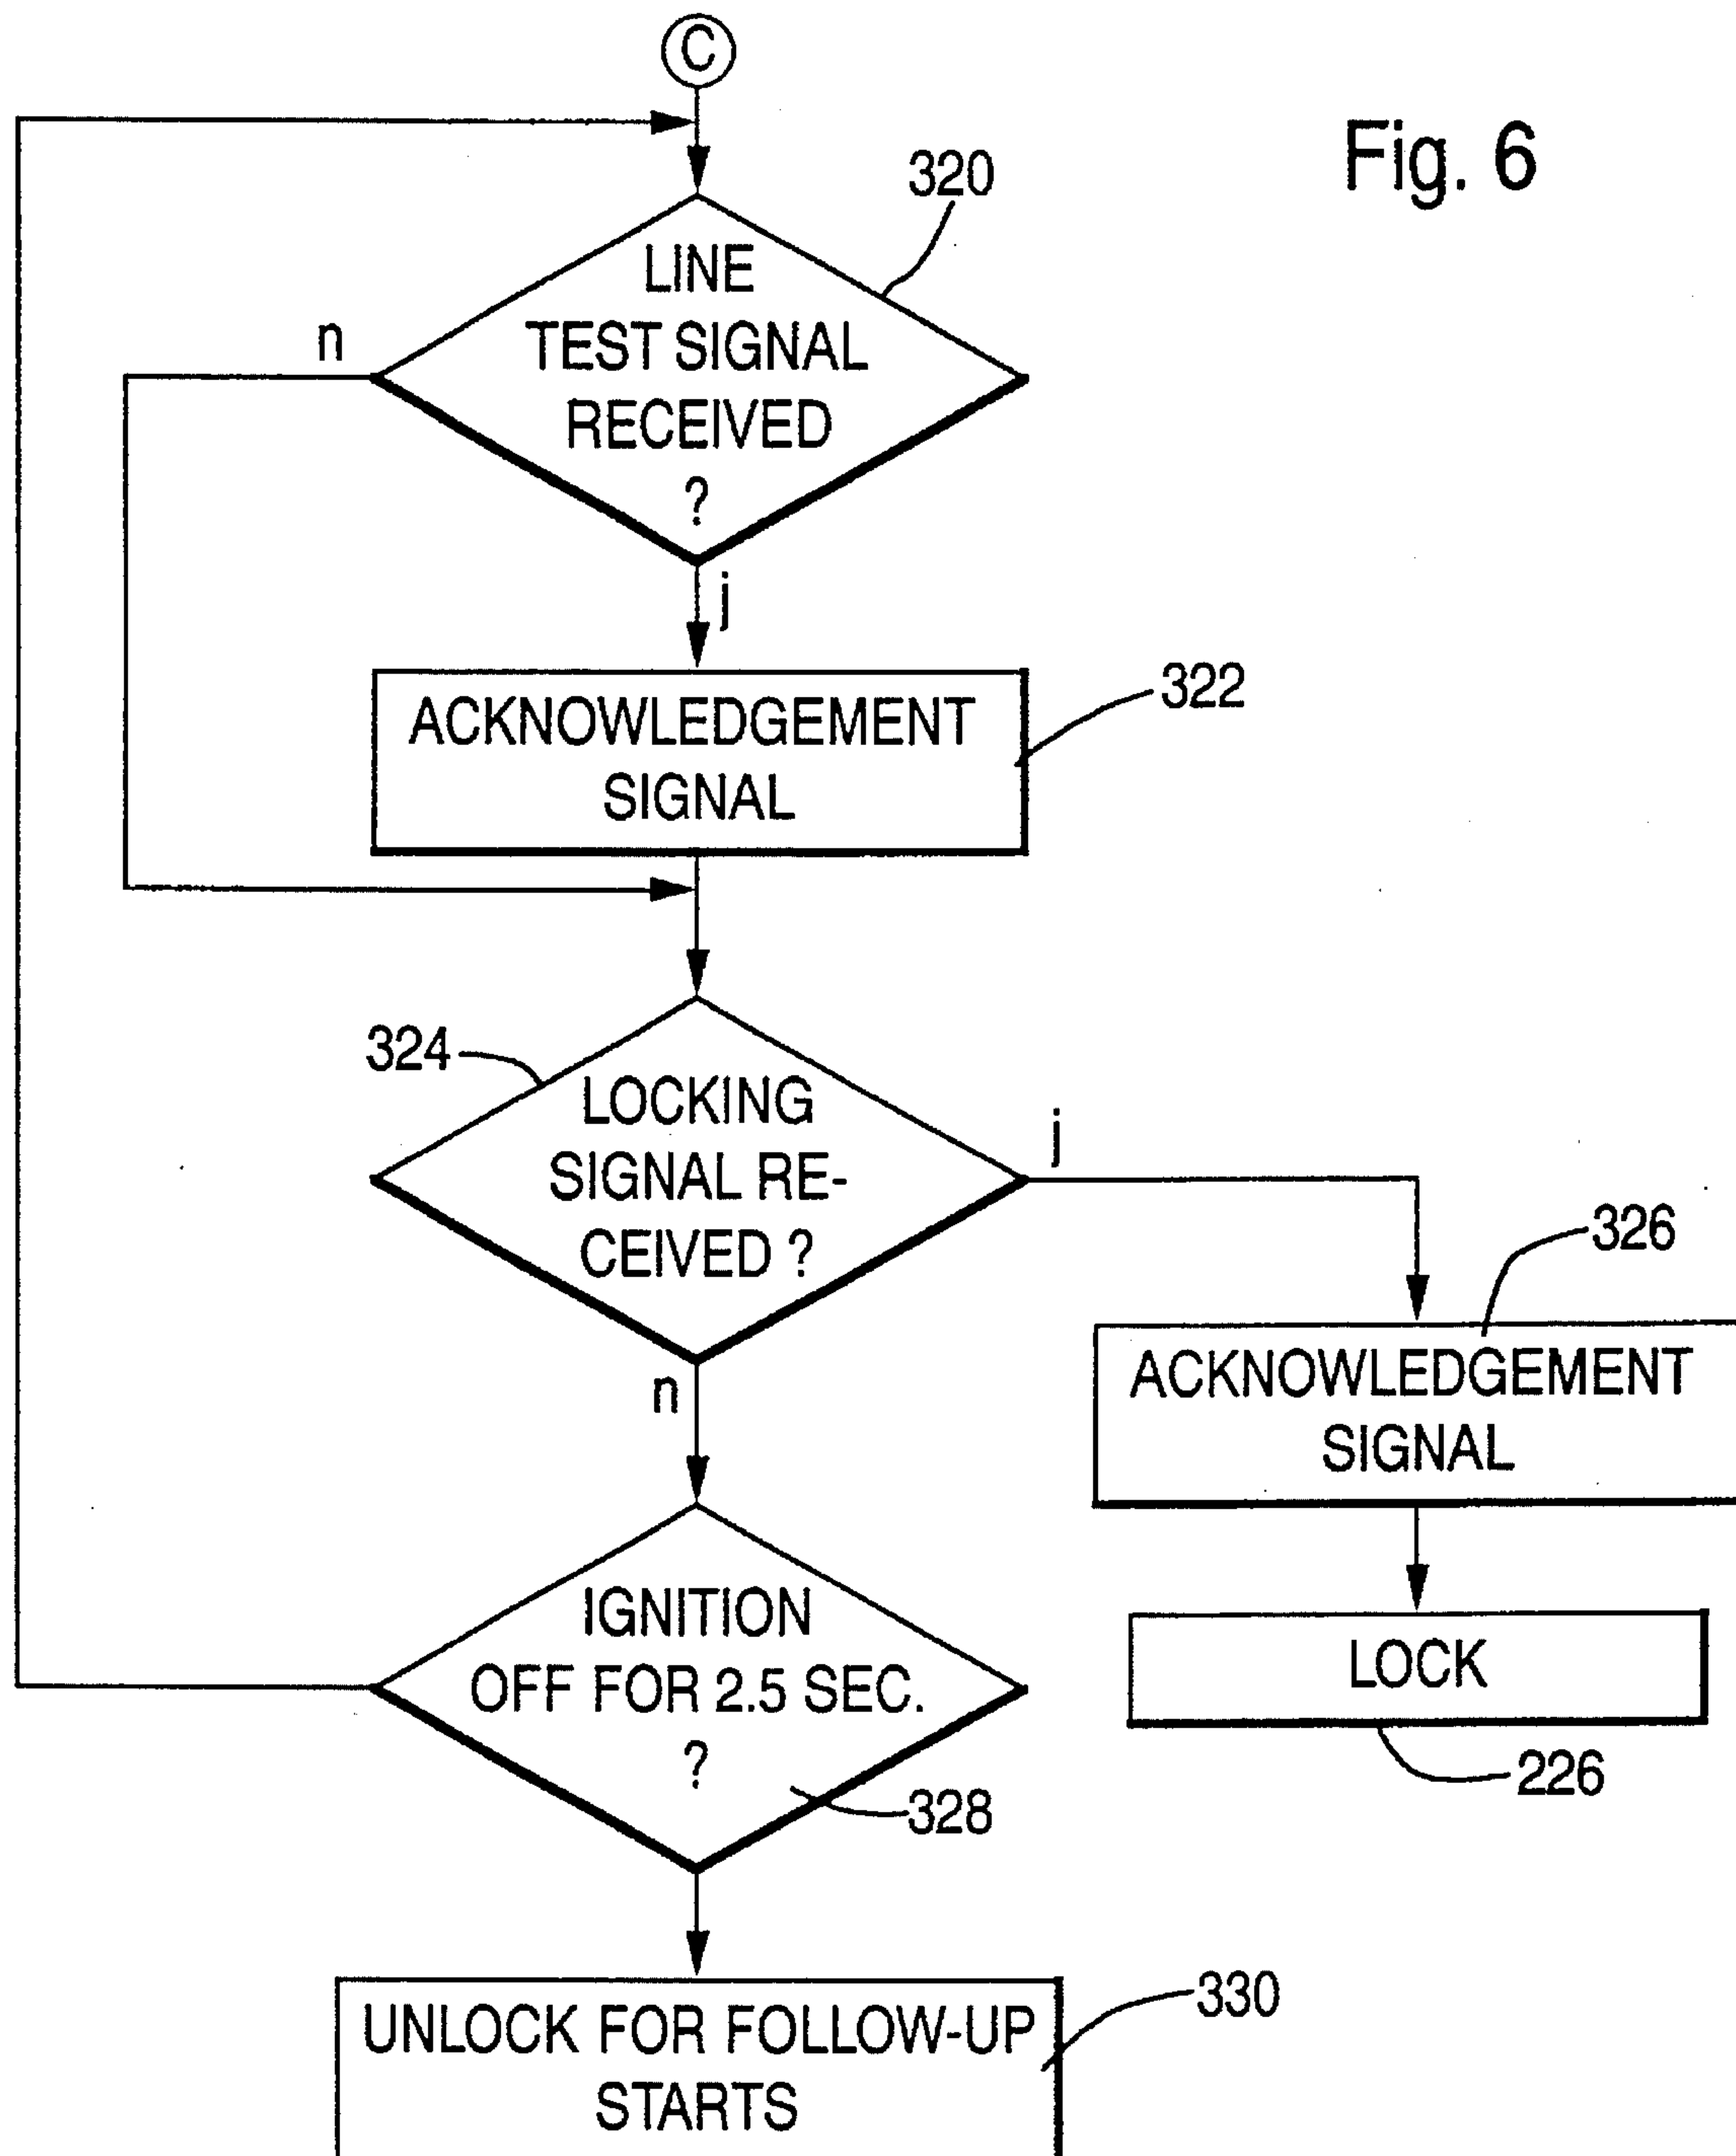 C
Fig. 6
320
LINE
TEST SIGNAL
RECEIVED
?
n
j
ACKNOWLEDGEMENT
SIGNAL
322
324
LOCKING
SIGNAL RE-
CEIVED ?
j
n
326
ACKNOWLEDGEMENT
SIGNAL
IGNITION
OFF FOR 2.5 SEC.
?
328
LOCK
226
UNLOCK FOR FOLLOW-UP
STARTS
330